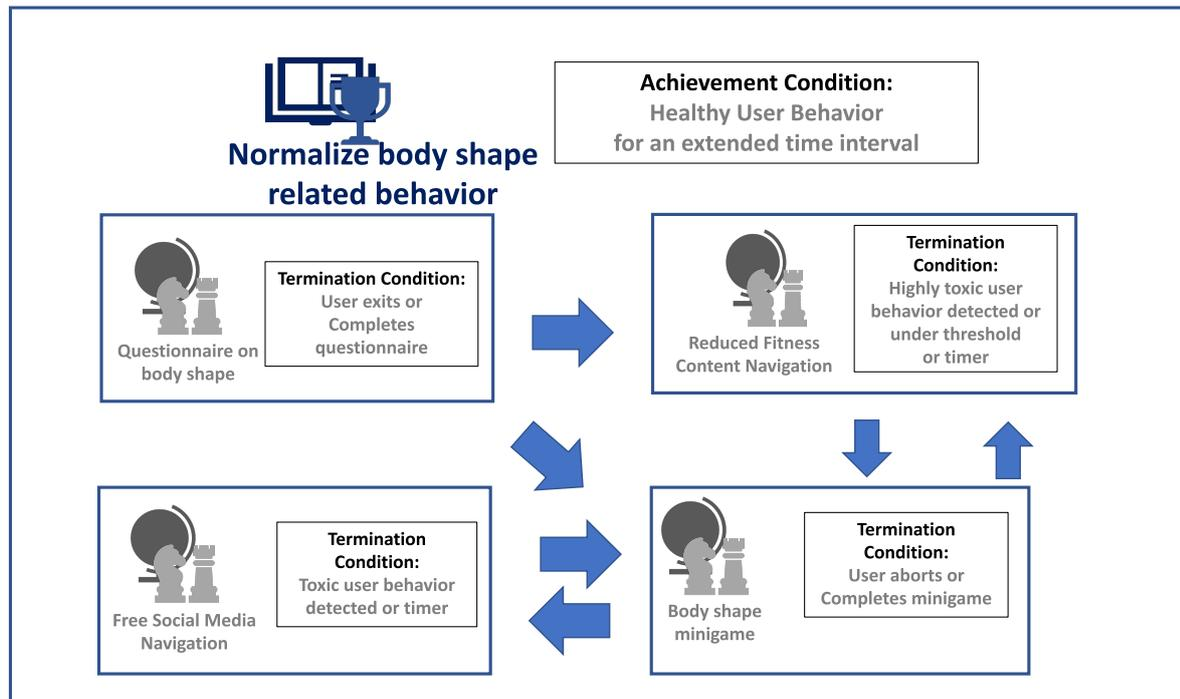 Normalize body shape
related behavior
Achievement Condition:
Healthy User Behavior
for an extended time interval
Questionnaire on
body shape
Termination Condition:
User exits or
Completes
questionnaire
Reduced Fitness
Content Navigation
Termination
Condition:
Highly toxic user
behavior detected or
under threshold
or timer
Free Social Media
Navigation
Termination
Condition:
Toxic user behavior
detected or timer
Body shape
minigame
Termination
Condition:
User aborts or
Completes minigame